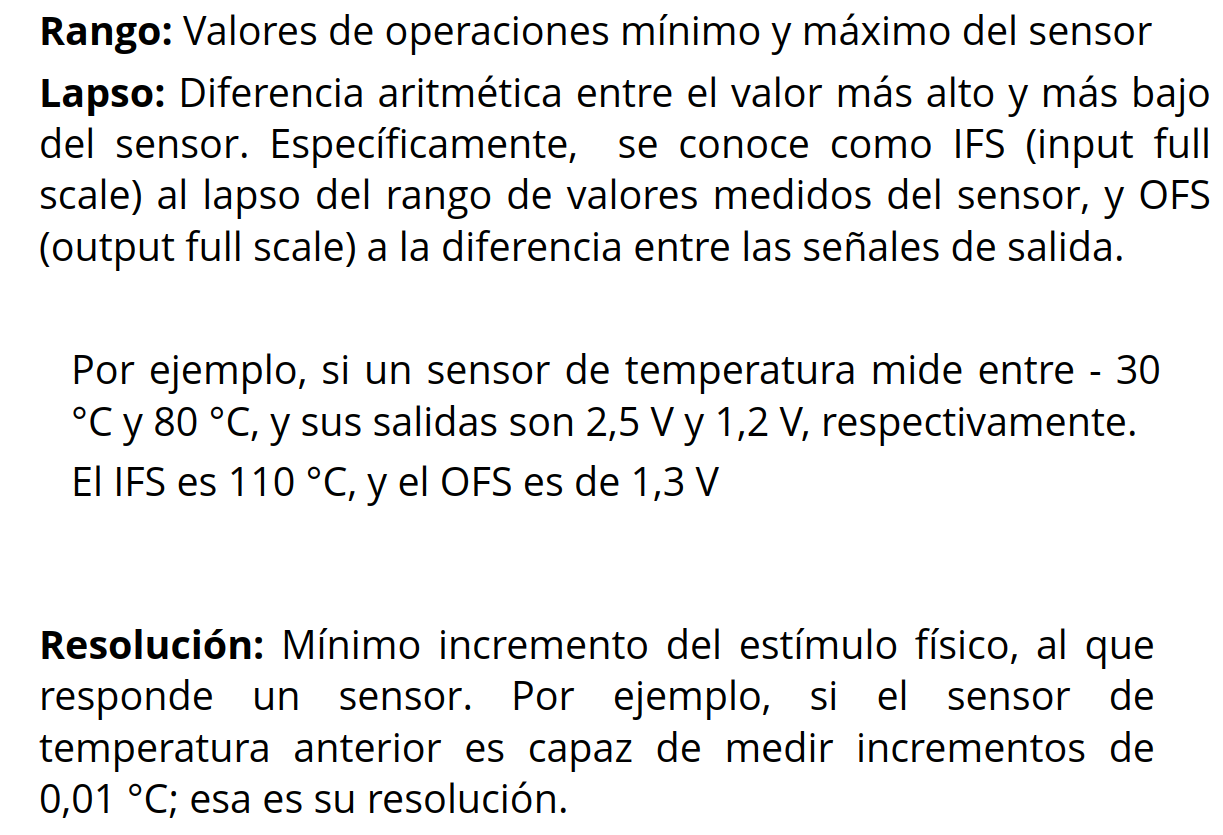 Rango: Valores de operaciones mínimo y máximo del sensor
Lapso: Diferencia aritmética entre el valor más alto y más bajo
del sensor. Específicamente, se conoce como IFS (input full
scale) al lapso del rango de valores medidos del sensor, y OFS
(output full scale) a la diferencia entre las señales de salida.
Por ejemplo, si un sensor de temperatura mide entre - 30
°C y 80 °C, y sus salidas son 2,5 V y 1,2 V, respectivamente.
El IFS es 110 °C, y el OFS es de 1,3 V
Resolución: Mínimo incremento del estímulo físico, al que
responde un sensor. Por ejemplo, si el sensor de
temperatura anterior es capaz de medir incrementos de
0,01 °C; esa es su resolución.